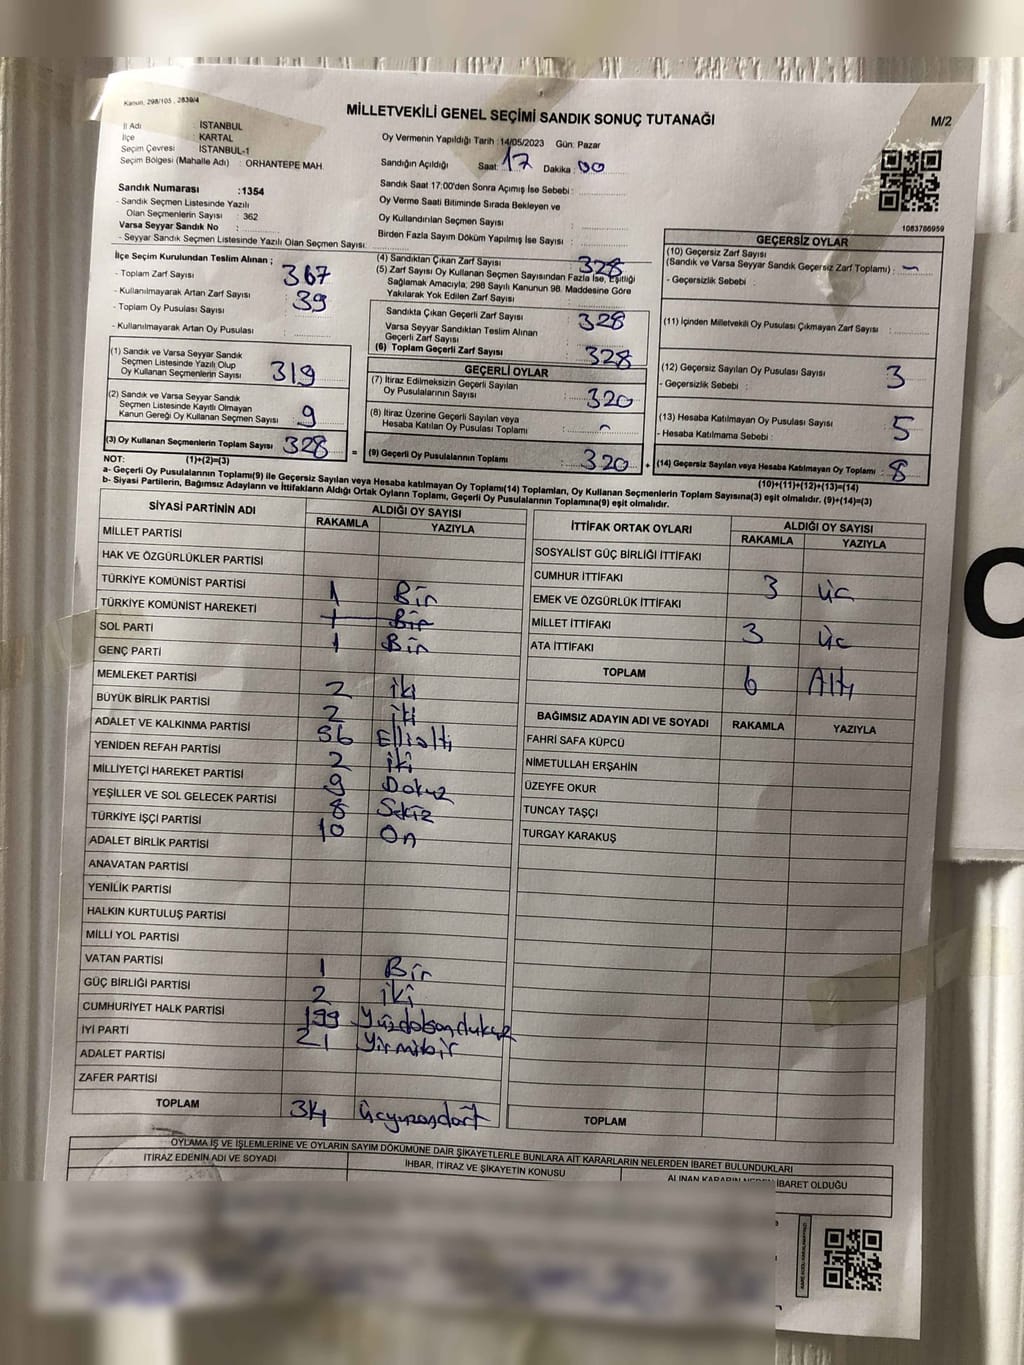 Kanun, 298/105 , 2839/4
MİLLETVEKİLİ GENEL SEÇİMİ SANDIK SONUÇ TUTANAĞI
M/2
İl Adı : İSTANBUL
İlçe KARTAL
Seçim Çevresi İSTANBUL-1
Seçim Bölgesi (Mahalle Adı) : ORHANTEPE MAH
Oy Vermenin Yapıldığı Tarih :14/05/2023 Gün: Pazar
Sandığın Açıldığı Saat: 17 Dakika : 00
Sandık Saat 17:00'den Sonra Açımış İse Sebebi :
Oy Verme Saati Bitiminde Sırada Bekleyen ve
Oy Kullandırılan Seçmen Sayısı
Birden Fazla Sayım Döküm Yapılmış İse Sayısı :
1083786959
Sandık Numarası :1354
- Sandık Seçmen Listesinde Yazılı
Olan Seçmenlerin Sayısı : 362
Varsa Seyyar Sandık No :
- Seyyar Sandık Seçmen Listesinde Yazılı Olan Seçmen Sayısı:
İlçe Seçim Kurulundan Teslim Alınan ;
- Toplam Zarf Sayısı 367
- Kullanılmayarak Artan Zarf Sayısı : 39
- Toplam Oy Pusulası Sayısı :
- Kullanılmayarak Artan Oy Pusulası :
(1) Sandık ve Varsa Seyyar Sandık
Seçmen Listesinde Yazılı Olup
Oy Kullanan Seçmenlerin Sayısı 319
(2) Sandık ve Varsa Seyyar Sandık
Seçmen Listesinde Kayıtlı Olmayan
Kanun Gereği Oy Kullanan Seçmen Sayısı : 9
(3) Oy Kullanan Seçmenlerin Toplam Sayısı 328 =
(4) Sandıktan Çıkan Zarf Sayısı : 328
(5) Zarf Sayısı Oy Kullanan Seçmen Sayısından Fazla İse, Eşitliği
Sağlamak Amacıyla, 298 Sayılı Kanunun 98. Maddesine Göre
Yakılarak Yok Edilen Zarf Sayısı :
Sandıkta Çıkan Geçerli Zarf Sayısı : 328
Varsa Seyyar Sandıktan Teslim Alınan
Geçerli Zarf Sayısı :
(6) Toplam Geçerli Zarf Sayısı : 328
GEÇERLİ OYLAR
(7) İtiraz Edilmeksizin Geçerli Sayılan
Oy Pusulalarının Sayısı : 320
(8) İtiraz Üzerine Geçerli Sayılan veya
Hesaba Katılan Oy Pusulası Toplamı : -
(9) Geçerli Oy Pusulalarının Toplamı : 320 +
GEÇERSİZ OYLAR
(10) Geçersiz Zarf Sayısı
(Sandık ve Varsa Seyyar Sandık Geçersiz Zarf Toplamı) : -
- Geçersizlik Sebebi :
(11) İçinden Milletvekili Oy Pusulası Çıkmayan Zarf Sayısı :
(12) Geçersiz Sayılan Oy Pusulası Sayısı : 3
- Geçersizlik Sebebi :
(13) Hesaba Katılmayan Oy Pusulası Sayısı : 5
- Hesaba Katılmama Sebebi :
(14) Geçersiz Sayılan veya Hesaba Katılmayan Oy Toplamı : 8
NOT: (1)+(2)=(3)
(10)+(11)+(12)+(13)=(14)
a- Geçerli Oy Pusulalarının Toplamı(9) ile Geçersiz Sayılan veya Hesaba katılmayan Oy Toplamı(14) Toplamları, Oy Kullanan Seçmenlerin Toplam Sayısına(3) eşit olmalıdır. (9)+(14)=(3)
b- Siyasi Partilerin, Bağımsız Adayların ve İttifakların Aldığı Ortak Oyların Toplamı, Geçerli Oy Pusulalarının Toplamına(9) eşit olmalıdır.
SİYASİ PARTİNİN ADI ALDIĞI OY SAYISI
RAKAMLA YAZIYLA
MİLLET PARTİSİ
HAK VE ÖZGÜRLÜKLER PARTİSİ
TÜRKİYE KOMÜNİST PARTİSİ 1 Bir
TÜRKİYE KOMÜNİST HAREKETİ 1 Bir
SOL PARTİ 1 Bir
GENÇ PARTİ
MEMLEKET PARTİSİ 2 iki
BÜYÜK BİRLİK PARTİSİ 2 iki
ADALET VE KALKINMA PARTİSİ 56 Ellialtı
YENİDEN REFAH PARTİSİ 2 iki
MİLLİYETÇİ HAREKET PARTİSİ 9 Dokuz
YEŞİLLER VE SOL GELECEK PARTİSİ 8 Sekiz
TÜRKİYE İŞÇİ PARTİSİ 10 On
ADALET BİRLİK PARTİSİ
ANAVATAN PARTİSİ
YENİLİK PARTİSİ
HALKIN KURTULUŞ PARTİSİ
MİLLİ YOL PARTİSİ
VATAN PARTİSİ 1 Bir
GÜÇ BİRLİĞİ PARTİSİ 2 iki
CUMHURİYET HALK PARTİSİ 199
İYİ PARTİ 21 Yirmibir
ADALET PARTİSİ
ZAFER PARTİSİ
TOPLAM 314 Üçyüzondört
İTTİFAK ORTAK OYLARI ALDIĞI OY SAYISI
RAKAMLA YAZIYLA
SOSYALİST GÜÇ BİRLİĞİ İTTİFAKI
CUMHUR İTTİFAKI 3 Üç
EMEK VE ÖZGÜRLÜK İTTİFAKI
MİLLET İTTİFAKI 3 Üç
ATA İTTİFAKI
TOPLAM 6 Altı
BAĞIMSIZ ADAYIN ADI VE SOYADI RAKAMLA YAZIYLA
FAHRİ SAFA KÜPCÜ
NİMETULLAH ERŞAHİN
ÜZEYFE OKUR
TUNCAY TAŞÇI
TURGAY KARAKUŞ
TOPLAM
OYLAMA İŞ VE İŞLEMLERİNE VE OYLARIN SAYIM DÖKÜMÜNE DAİR ŞİKAYETLERLE BUNLARA AİT KARARLARIN NELERDEN İBARET BULUNDUKLARI
İTİRAZ EDENİN ADI VE SOYADI İHBAR, İTİRAZ VE ŞİKAYETİN KONUSU ALINAN KARARIN NEDEN İBARET OLDUĞU